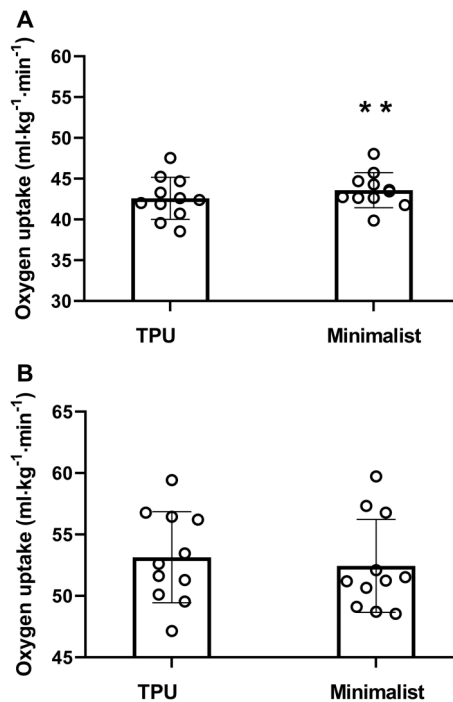 A
Oxygen uptake (ml·kg⁻¹·min⁻¹)
60
55
50
45
40
35
30
* *
TPU
Minimalist
B
Oxygen uptake (ml·kg⁻¹·min⁻¹)
65
60
55
50
45
TPU
Minimalist